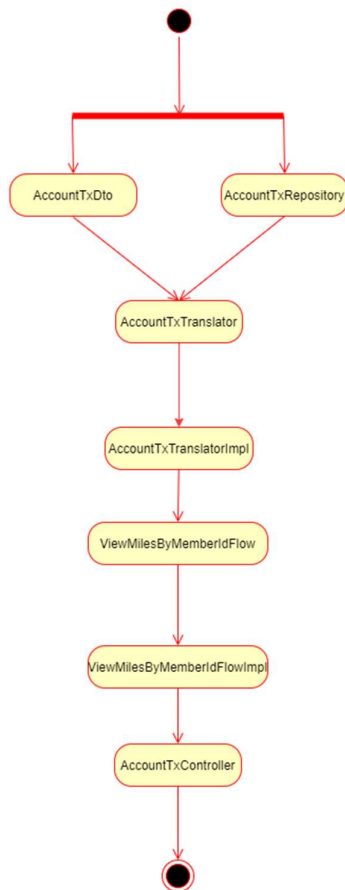 AccountTxDto
AccountTxRepository
AccountTxTranslator
AccountTxTranslatorImpl
ViewMilesByMemberIdFlow
ViewMilesByMemberIdFlowImpl
AccountTxController